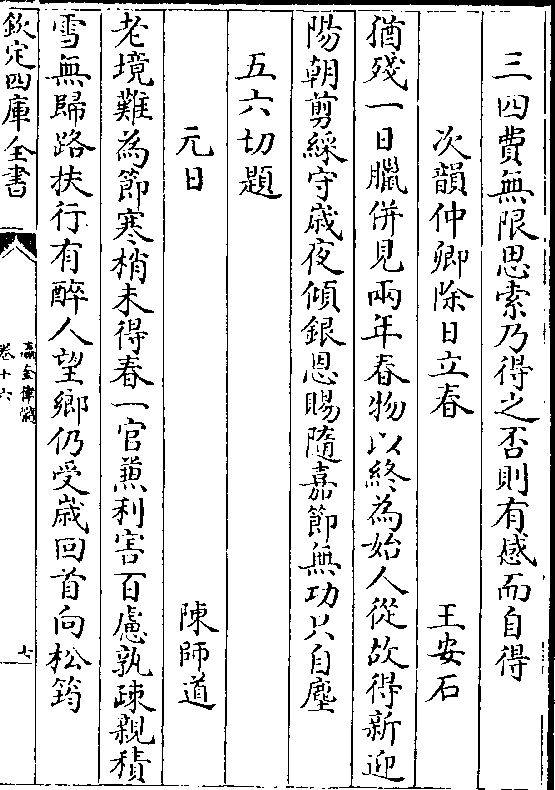 三四費無限思索乃得之否則有感而自得
次韻仲卿除日立春　王安石
猶殘一日臘併見兩年春物以終為始人從故得新迎
陽朝剪綵守歲夜傾銀恩賜隨嘉節無功只自塵
五六切題
元日　陳師道
老境難為節寒梢未得春一官兼利害百慮孰疎親積
雪無歸路扶行有醉人望鄉仍受歲回首向松筠
欽定四庫全書
瀛奎律髓
卷十六
七